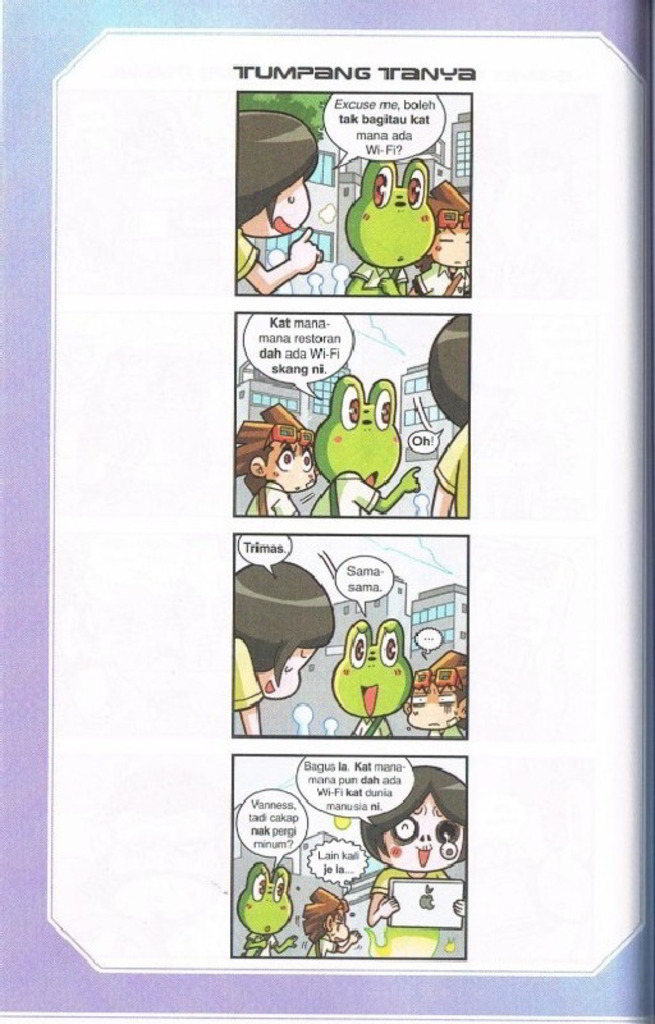 TUMPANG TANYA
Excuse me, boleh
tak bagitau kat
mana ada
Wi-Fi?
Kat mana-
mana restoran
dah ada Wi-Fi
skang ni.
Oh!
Trimas.
Sama-
sama.
...
Bagus la. Kat mana-
mana pun dah ada
Wi-Fi kat dunia
manusia ni.
Vanness,
tadi cakap
nak pergi
minum?
Lain kali
je la...